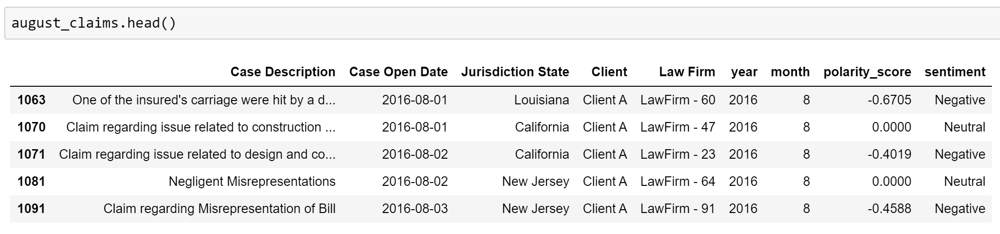 august_claims.head()
Case Description Case Open Date Jurisdiction State Client Law Firm year month polarity_score sentiment
1063 One of the insured's carriage were hit by a d... 2016-08-01 Louisiana Client A LawFirm - 60 2016 8 -0.6705 Negative
1070 Claim regarding issue related to construction ... 2016-08-01 California Client A LawFirm - 47 2016 8 0.0000 Neutral
1071 Claim regarding issue related to design and co... 2016-08-02 California Client A LawFirm - 23 2016 8 -0.4019 Negative
1081 Negligent Misrepresentations 2016-08-02 New Jersey Client A LawFirm - 64 2016 8 0.0000 Neutral
1091 Claim regarding Misrepresentation of Bill 2016-08-03 New Jersey Client A LawFirm - 91 2016 8 -0.4588 Negative